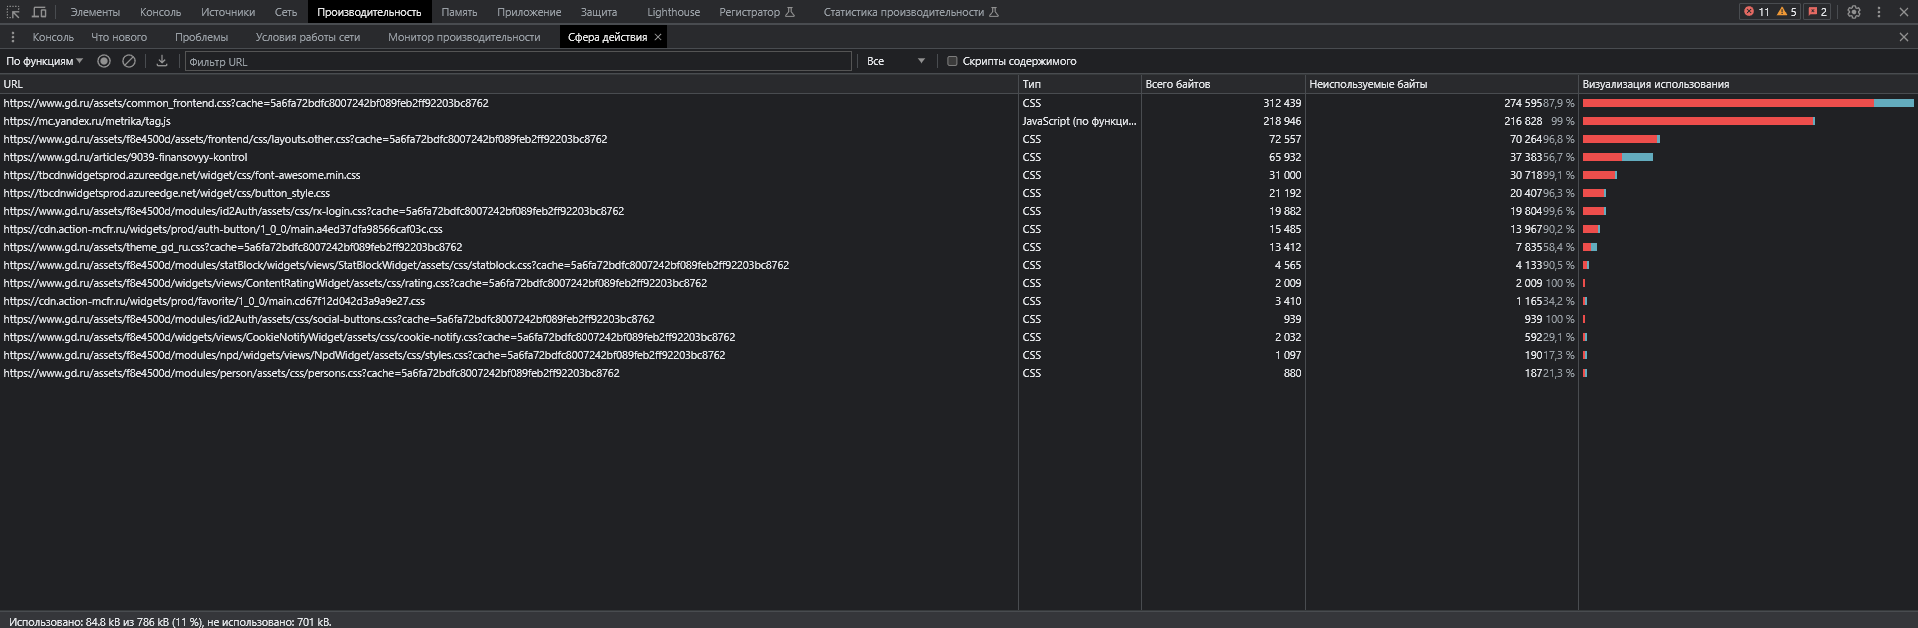 Элементы Консоль Источники Сеть Производительность Память Приложение Защита Lighthouse Регистратор Статистика производительности 11 5 2
Консоль Что нового Проблемы Условия работы сети Монитор производительности Сфера действия
По функциям Фильтр URL Все Скрипты содержимого
URL Тип Всего байтов Неиспользуемые байты Визуализация использования
https://www.gd.ru/assets/common_frontend.css?cache=5a6fa72bdfc8007242bf089feb2ff92203bc8762 CSS 312 439 274 595 87,9 %
https://mc.yandex.ru/metrika/tag.js JavaScript (по функци... 218 946 216 828 99 %
https://www.gd.ru/assets/f8e4500d/assets/frontend/css/layouts.other.css?cache=5a6fa72bdfc8007242bf089feb2ff92203bc8762 CSS 72 557 70 264 96,8 %
https://www.gd.ru/articles/9039-finansovyy-kontrol CSS 65 932 37 383 56,7 %
https://tbcdnwidgetsprod.azureedge.net/widget/css/font-awesome.min.css CSS 31 000 30 718 99,1 %
https://tbcdnwidgetsprod.azureedge.net/widget/css/button_style.css CSS 21 192 20 407 96,3 %
https://www.gd.ru/assets/f8e4500d/modules/id2Auth/assets/css/rx-login.css?cache=5a6fa72bdfc8007242bf089feb2ff92203bc8762 CSS 19 882 19 804 99,6 %
https://cdn.action-mcfr.ru/widgets/prod/auth-button/1_0_0/main.a4ed37dfa98566caf03c.css CSS 15 485 13 967 90,2 %
https://www.gd.ru/assets/theme_gd_ru.css?cache=5a6fa72bdfc8007242bf089feb2ff92203bc8762 CSS 13 412 7 835 58,4 %
https://www.gd.ru/assets/f8e4500d/modules/statBlock/widgets/views/StatBlockWidget/assets/css/statblock.css?cache=5a6fa72bdfc8007242bf089feb2ff92203bc8762 CSS 4 565 4 133 90,5 %
https://www.gd.ru/assets/f8e4500d/widgets/views/ContentRatingWidget/assets/css/rating.css?cache=5a6fa72bdfc8007242bf089feb2ff92203bc8762 CSS 2 009 2 009 100 %
https://cdn.action-mcfr.ru/widgets/prod/favorite/1_0_0/main.cd67f12d042d3a9a9e27.css CSS 3 410 1 165 34,2 %
https://www.gd.ru/assets/f8e4500d/modules/id2Auth/assets/css/social-buttons.css?cache=5a6fa72bdfc8007242bf089feb2ff92203bc8762 CSS 939 939 100 %
https://www.gd.ru/assets/f8e4500d/widgets/views/CookieNotifyWidget/assets/css/cookie-notify.css?cache=5a6fa72bdfc8007242bf089feb2ff92203bc8762 CSS 2 032 592 29,1 %
https://www.gd.ru/assets/f8e4500d/modules/npd/widgets/views/NpdWidget/assets/css/styles.css?cache=5a6fa72bdfc8007242bf089feb2ff92203bc8762 CSS 1 097 190 17,3 %
https://www.gd.ru/assets/f8e4500d/modules/person/assets/css/persons.css?cache=5a6fa72bdfc8007242bf089feb2ff92203bc8762 CSS 880 187 21,3 %
Использовано: 84.8 kB из 786 kB (11 %), не использовано: 701 kB.